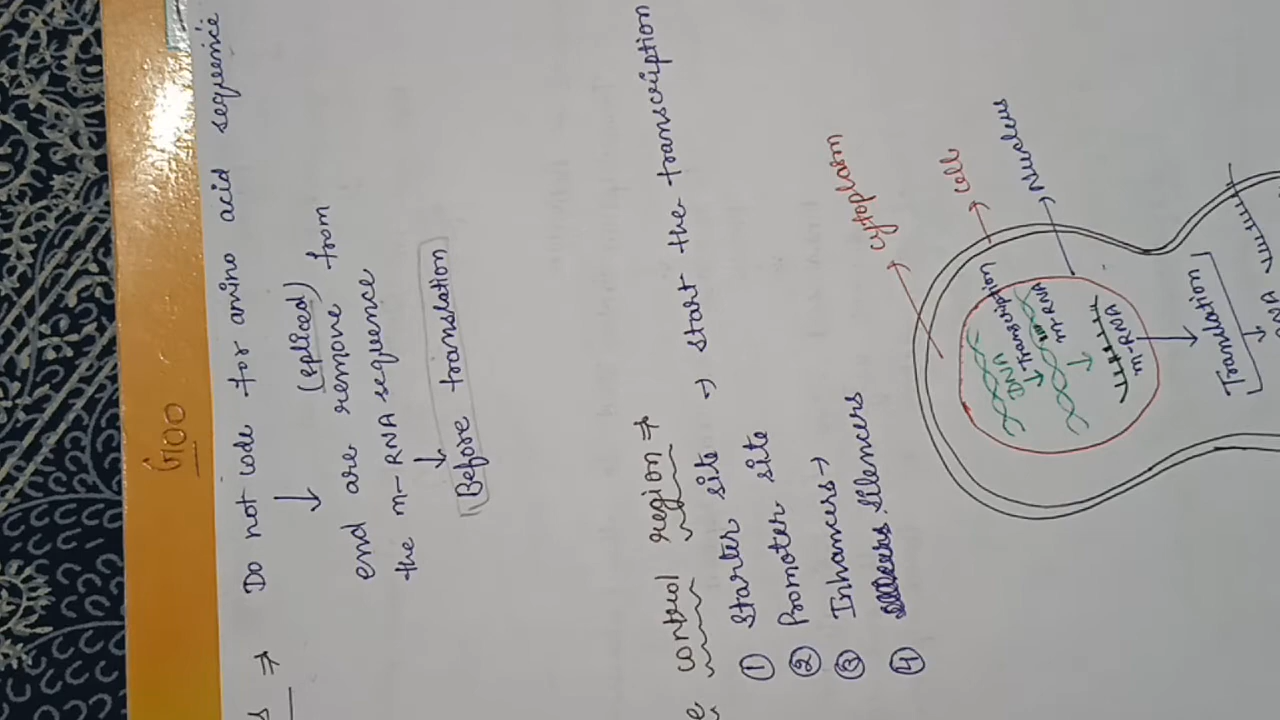 G100
s ⇒ Do not code for amino acid sequence
↓ (spliced)
end are remove from
the m-RNA sequence
↓
Before translation
e control region ⇒
① Starter site → start the transcription
② Promoter site
③ Inhancers →
④ Silencers
cytoplasm
cell
Nucleus
DNA
↓ transcription
m-RNA
↓
m-RNA
Translation
↓
RNA